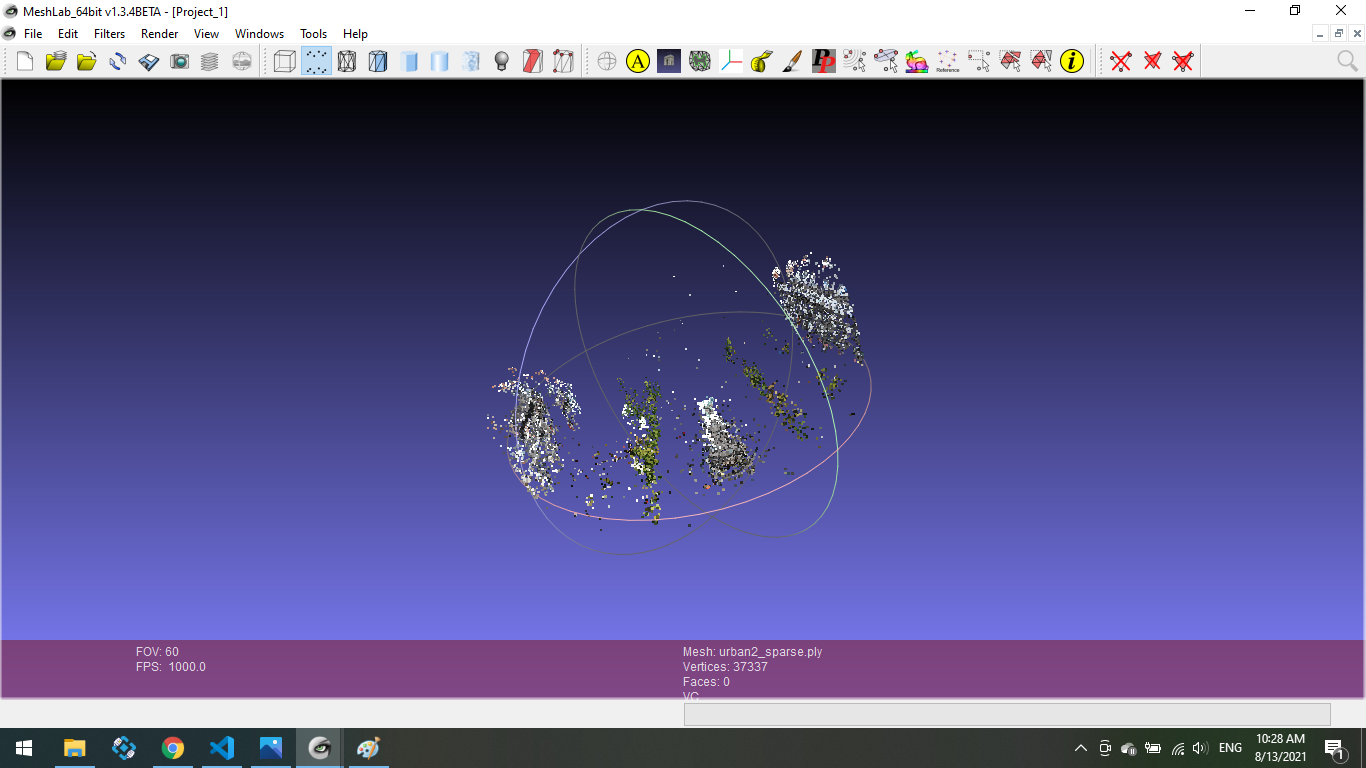 MeshLab_64bit v1.3.4BETA - [Project_1]
File Edit Filters Render View Windows Tools Help
A
PP
Reference
i
FOV: 60
FPS: 1000.0
Mesh: urban2_sparse.ply
Vertices: 37337
Faces: 0
VC
ENG
10:28 AM
8/13/2021
1